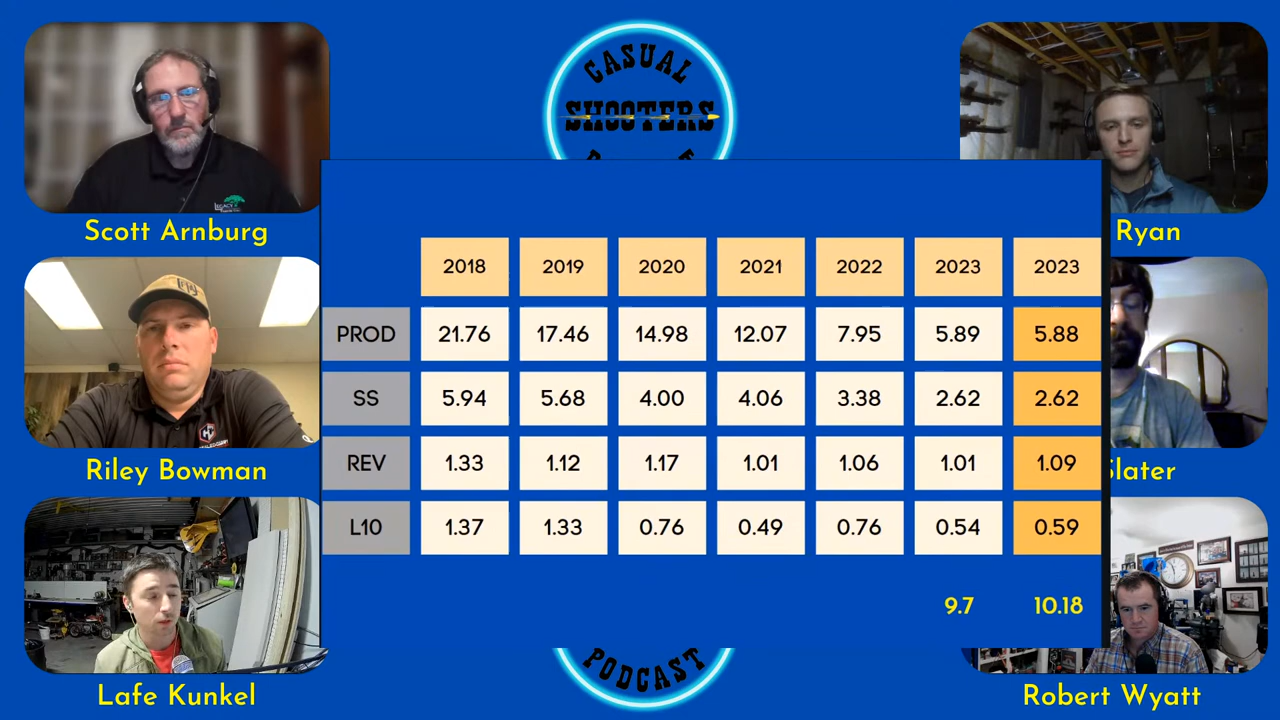 CASUAL
SHOOTERS
Scott Arnburg
Ryan
Riley Bowman
Slater
Lafe Kunkel
Robert Wyatt
2018 2019 2020 2021 2022 2023 2023
PROD 21.76 17.46 14.98 12.07 7.95 5.89 5.88
SS 5.94 5.68 4.00 4.06 3.38 2.62 2.62
REV 1.33 1.12 1.17 1.01 1.06 1.01 1.09
L10 1.37 1.33 0.76 0.49 0.76 0.54 0.59
9.7 10.18
PODCAST
LEGACY